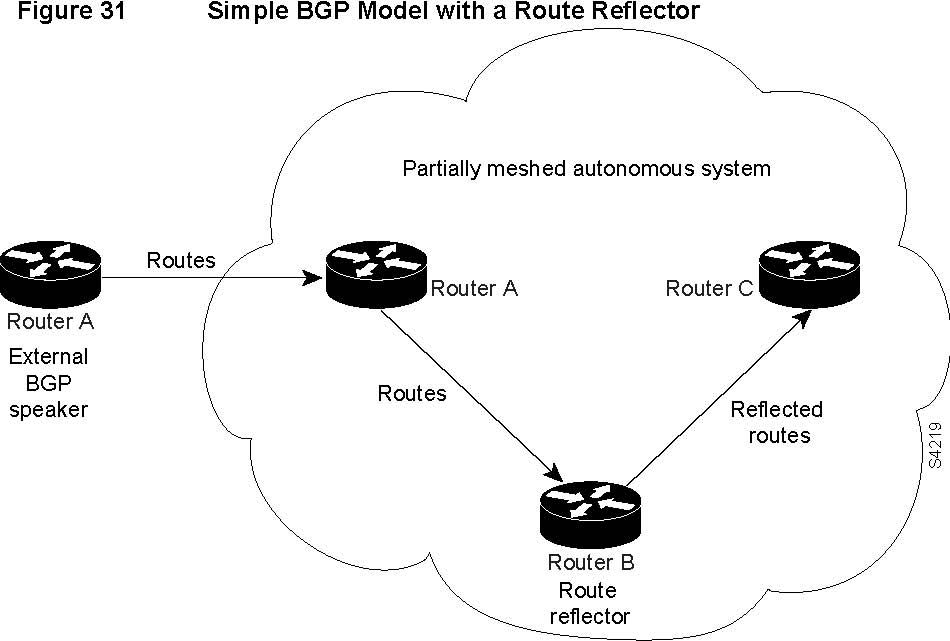 Figure 31 Simple BGP Model with a Route Reflector
Partially meshed autonomous system
Routes
Router A
Router C
Router A
External
BGP
speaker
Routes
Reflected
routes
S4219
Router B
Route
reflector